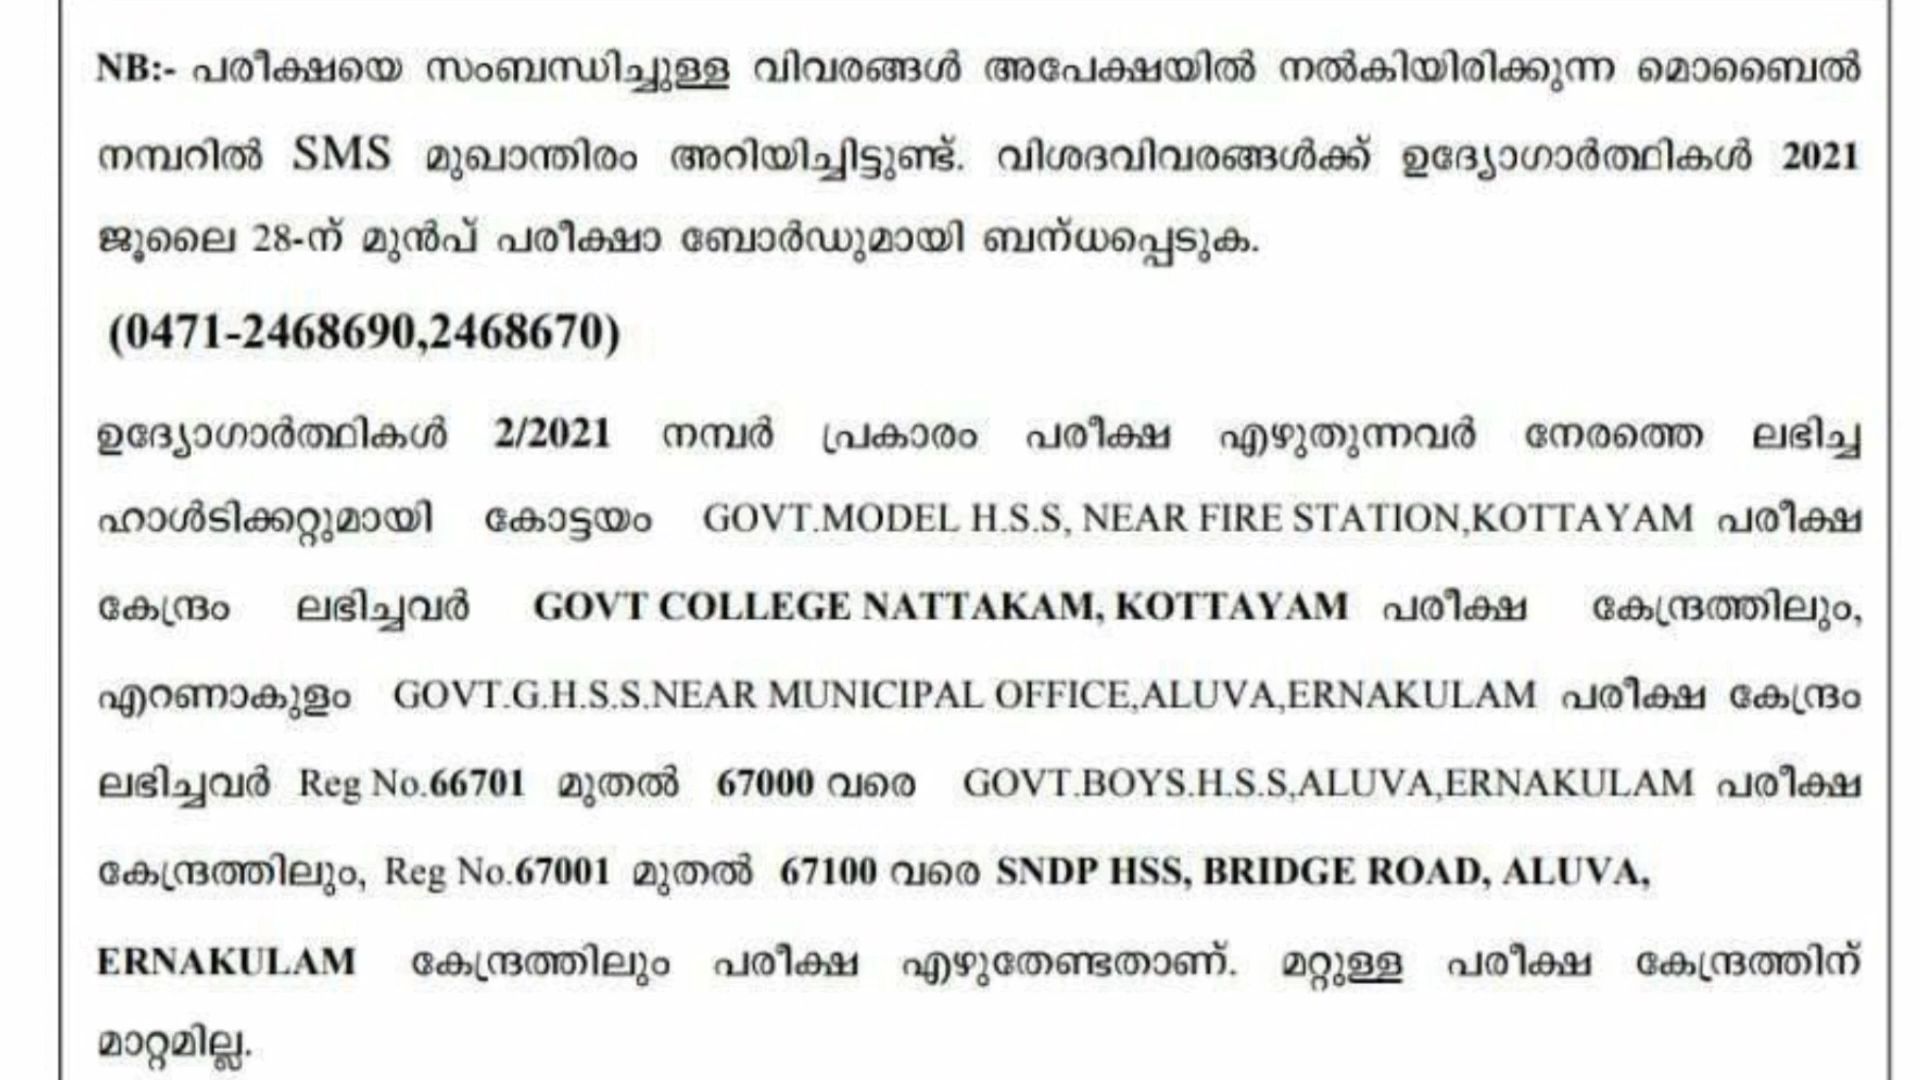 NB:- പരീക്ഷയെ സംബന്ധിച്ചുള്ള വിവരങ്ങൾ അപേക്ഷയിൽ നൽകിയിരിക്കുന്ന മൊബൈൽ
നമ്പറിൽ SMS മുഖാന്തിരം അറിയിച്ചിട്ടുണ്ട്. വിശദവിവരങ്ങൾക്ക് ഉദ്യോഗാർത്ഥികൾ 2021
ജൂലൈ 28-ന് മുൻപ് പരീക്ഷാ ബോർഡുമായി ബന്ധപ്പെടുക.
(0471-2468690,2468670)
ഉദ്യോഗാർത്ഥികൾ 2/2021 നമ്പർ പ്രകാരം പരീക്ഷ എഴുതുന്നവർ നേരത്തെ ലഭിച്ച
ഹാൾടിക്കറ്റുമായി കോട്ടയം GOVT.MODEL H.S.S, NEAR FIRE STATION,KOTTAYAM പരീക്ഷ
കേന്ദ്രം ലഭിച്ചവർ GOVT COLLEGE NATTAKAM, KOTTAYAM പരീക്ഷ കേന്ദ്രത്തിലും,
എറണാകുളം GOVT.G.H.S.S.NEAR MUNICIPAL OFFICE,ALUVA,ERNAKULAM പരീക്ഷ കേന്ദ്രം
ലഭിച്ചവർ Reg No.66701 മുതൽ 67000 വരെ GOVT.BOYS.H.S.S,ALUVA,ERNAKULAM പരീക്ഷ
കേന്ദ്രത്തിലും, Reg No.67001 മുതൽ 67100 വരെ SNDP HSS, BRIDGE ROAD, ALUVA,
ERNAKULAM കേന്ദ്രത്തിലും പരീക്ഷ എഴുതേണ്ടതാണ്. മറ്റുള്ള പരീക്ഷ കേന്ദ്രത്തിന്
മാറ്റമില്ല.